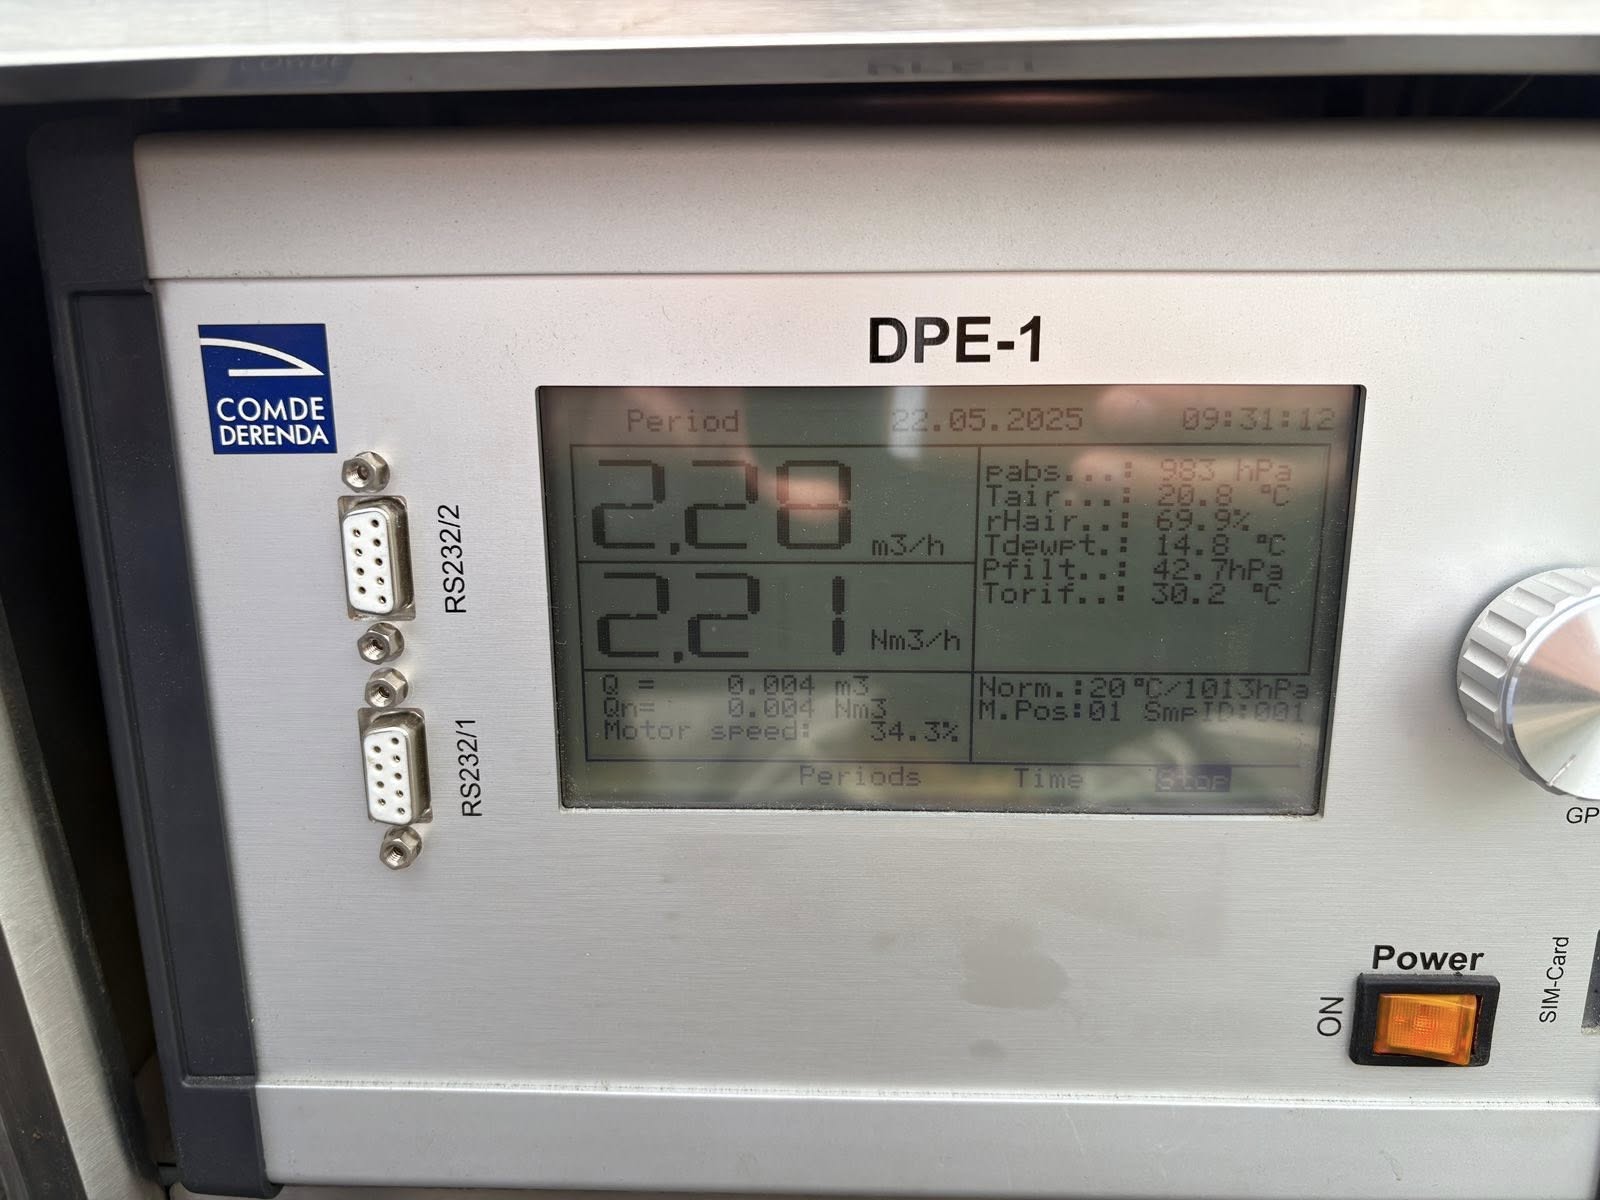 DPE-1
COMDE
DERENDA
RS232/2
RS232/1
Period 22.05.2025 09:31:12
2,28 m3/h
2,21 Nm3/h
pabs...: 983 hPa
Tair...: 20.8 °C
rHair..: 69.9%
Tdewpt.: 14.8 °C
Pfilt..: 42.7hPa
Torif..: 30.2 °C
Q = 0.004 m3
Qn= 0.004 Nm3
Motor speed: 34.3%
Norm.:20°C/1013hPa
M.Pos:01 SmpID:001
Periods Time Stop
GP
Power
ON
SIM-Card